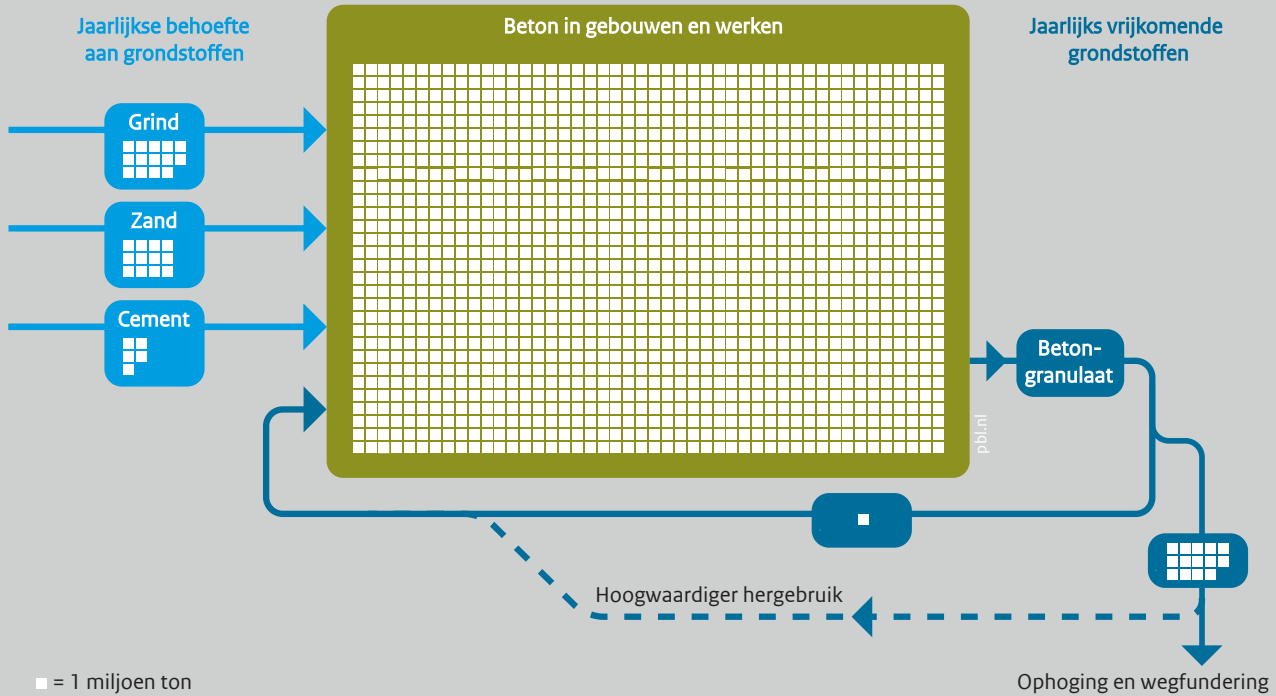 Jaarlijkse behoefte
aan grondstoffen
Beton in gebouwen en werken
Jaarlijks vrijkomende
grondstoffen
Grind
Zand
Cement
Beton-
granulaat
pbl.nl
Hoogwaardiger hergebruik
= 1 miljoen ton
Ophoging en wegfundering